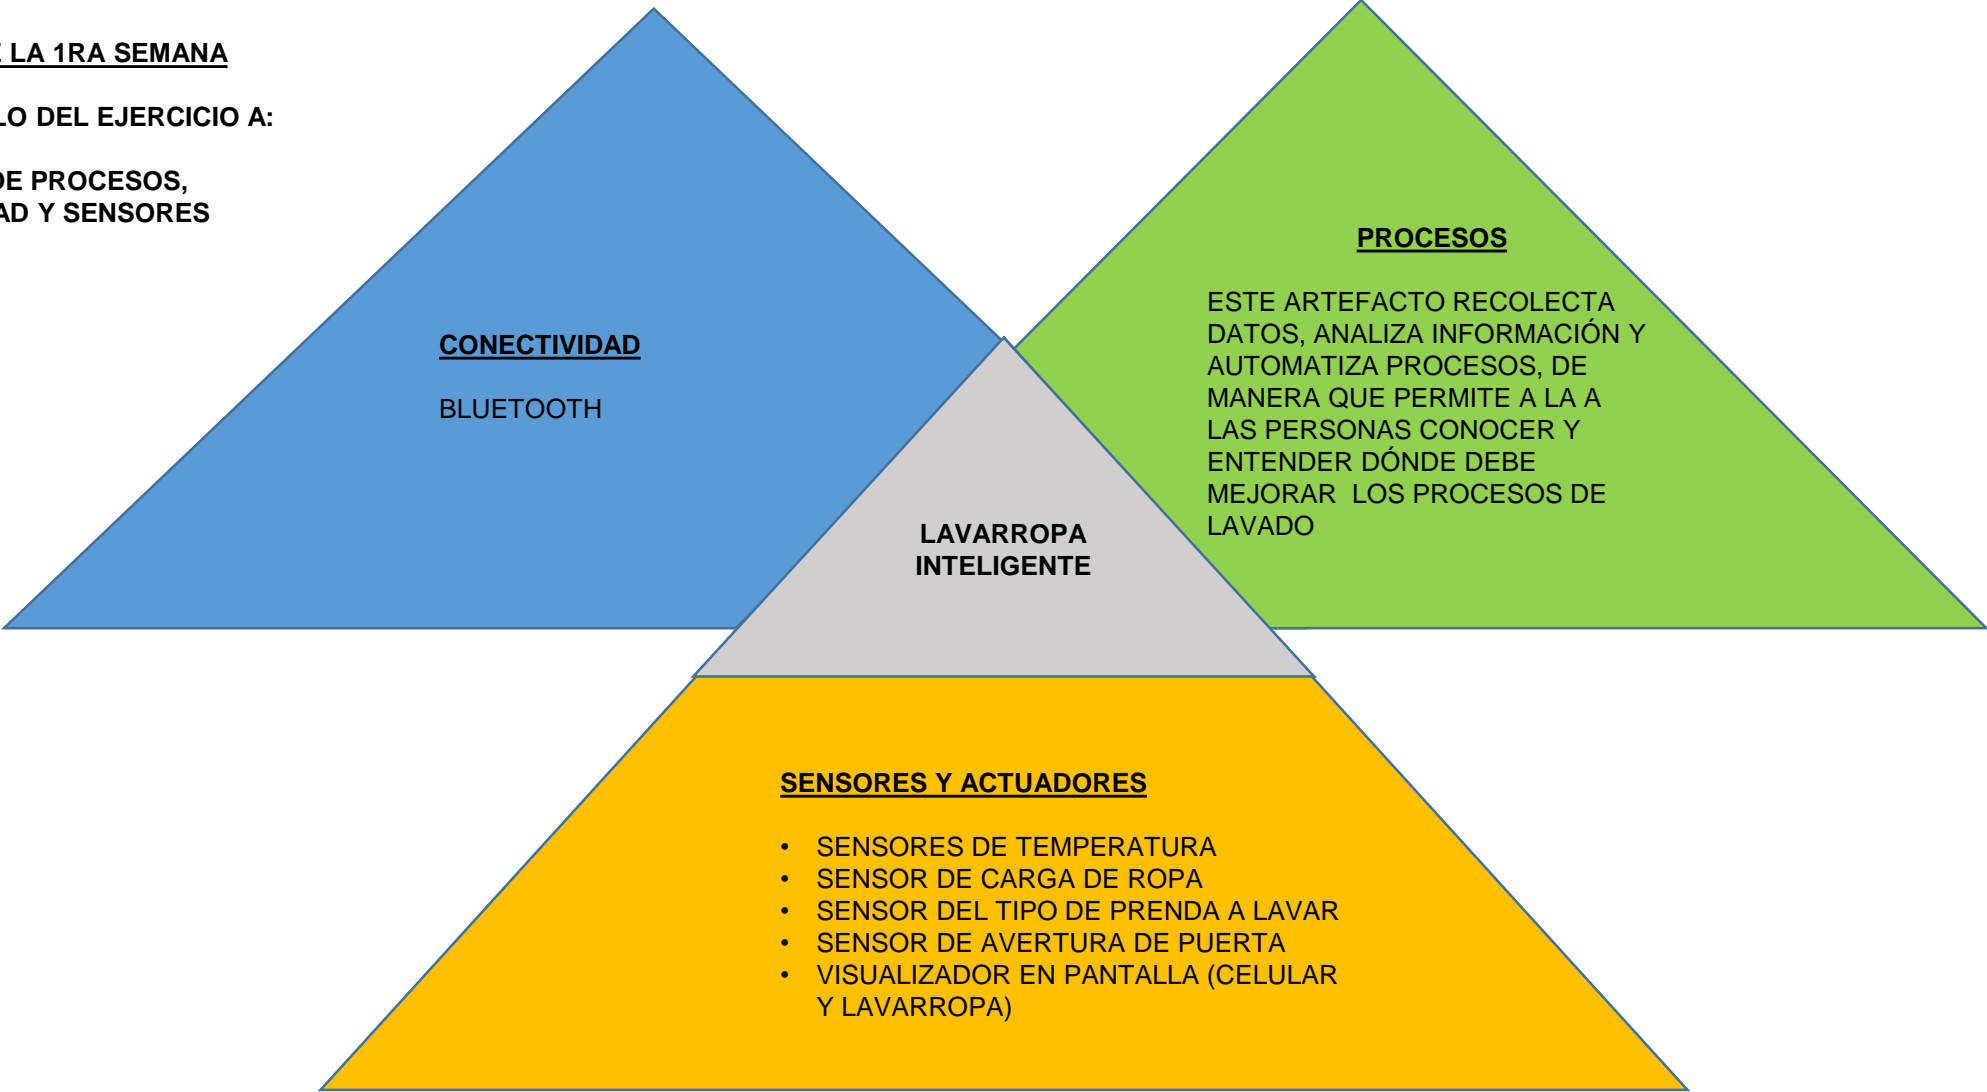 LA 1RA SEMANA
DEL EJERCICIO A:
PROCESOS,
Y SENSORES
CONECTIVIDAD
BLUETOOTH
PROCESOS
ESTE ARTEFACTO RECOLECTA
DATOS, ANALIZA INFORMACIÓN Y
AUTOMATIZA PROCESOS, DE
MANERA QUE PERMITE A LA A
LAS PERSONAS CONOCER Y
ENTENDER DÓNDE DEBE
MEJORAR LOS PROCESOS DE
LAVADO
LAVARROPA
INTELIGENTE
SENSORES Y ACTUADORES
• SENSORES DE TEMPERATURA
• SENSOR DE CARGA DE ROPA
• SENSOR DEL TIPO DE PRENDA A LAVAR
• SENSOR DE AVERTURA DE PUERTA
• VISUALIZADOR EN PANTALLA (CELULAR
Y LAVARROPA)